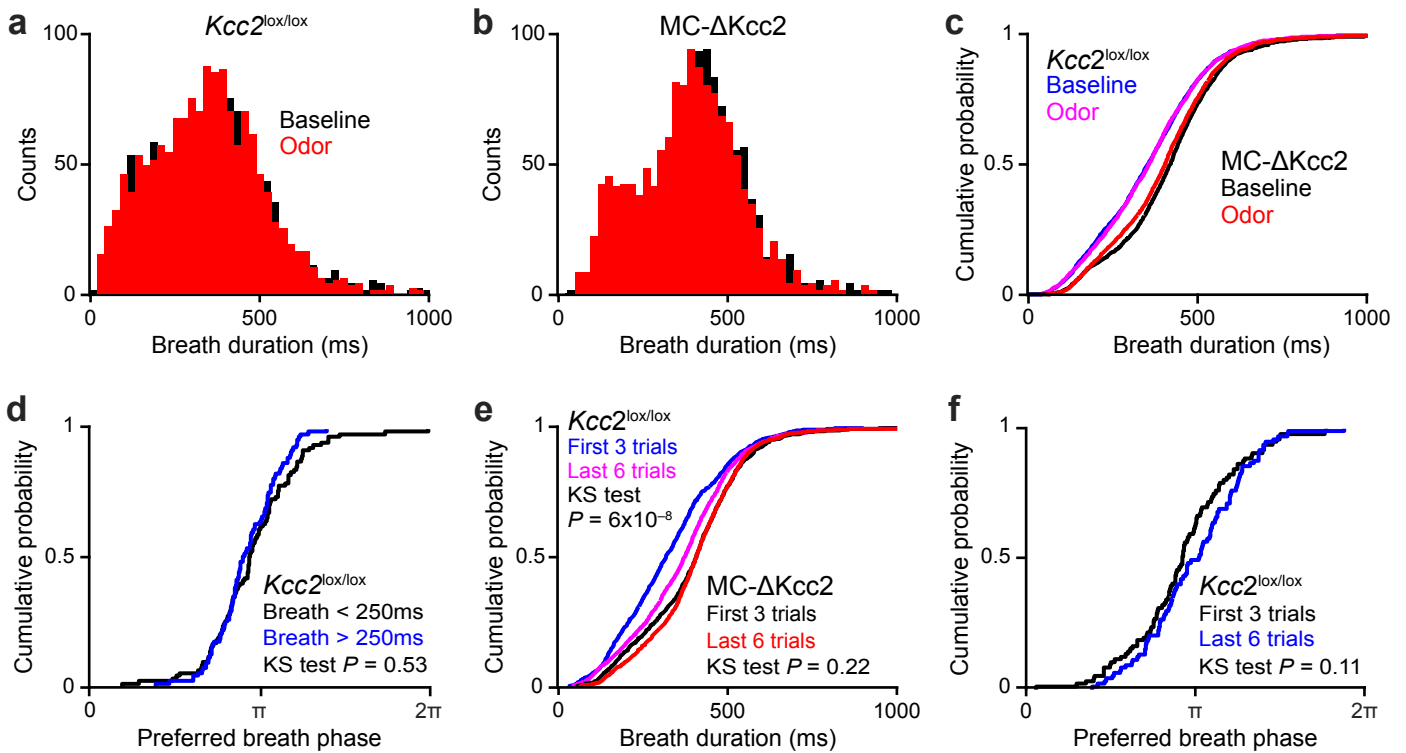 a
Kcc2lox/lox
100
50
0
Counts
Baseline
Odor
0
500
1000
Breath duration (ms)
b
MC-ΔKcc2
100
50
0
Counts
0
500
1000
Breath duration (ms)
c
1
0.5
0
Cumulative probability
Kcc2lox/lox
Baseline
Odor
MC-ΔKcc2
Baseline
Odor
0
500
1000
Breath duration (ms)
d
1
0.5
0
Cumulative probability
Kcc2lox/lox
Breath < 250ms
Breath > 250ms
KS test P = 0.53
0
π
2π
Preferred breath phase
e
1
0.5
0
Cumulative probability
Kcc2lox/lox
First 3 trials
Last 6 trials
KS test
P = 6x10–8
MC-ΔKcc2
First 3 trials
Last 6 trials
KS test P = 0.22
0
500
1000
Breath duration (ms)
f
1
0.5
0
Cumulative probability
Kcc2lox/lox
First 3 trials
Last 6 trials
KS test P = 0.11
0
π
2π
Preferred breath phase